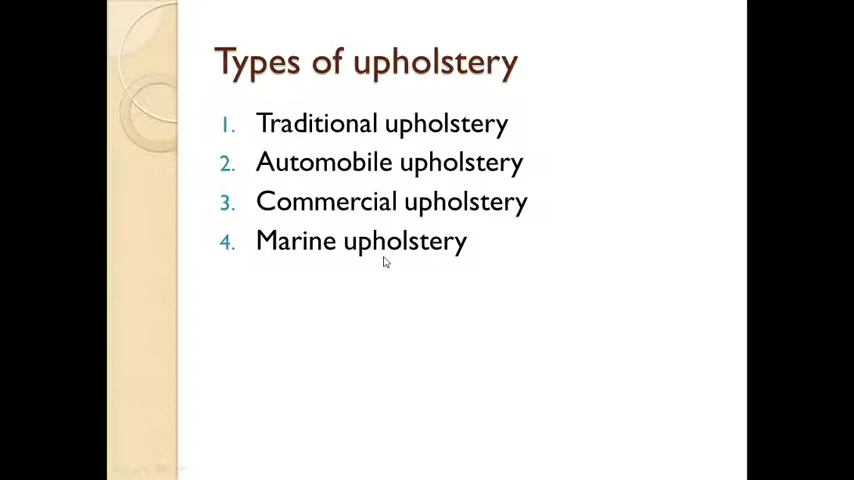 Types of upholstery
1. Traditional upholstery
2. Automobile upholstery
3. Commercial upholstery
4. Marine upholstery